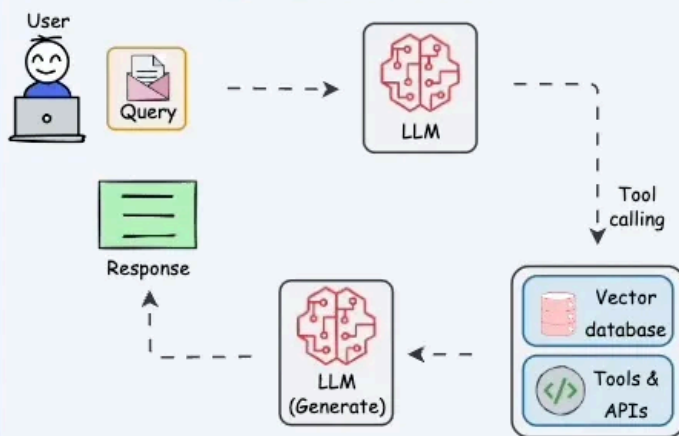 User
Query
LLM
Tool
calling
Response
Vector
database
LLM
(Generate)
Tools &
APIs